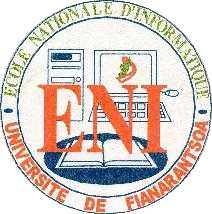 ECOLE NATIONALE D'INFORMATIQUE
ENI
UNIVERSITE DE FIANARANTSOA